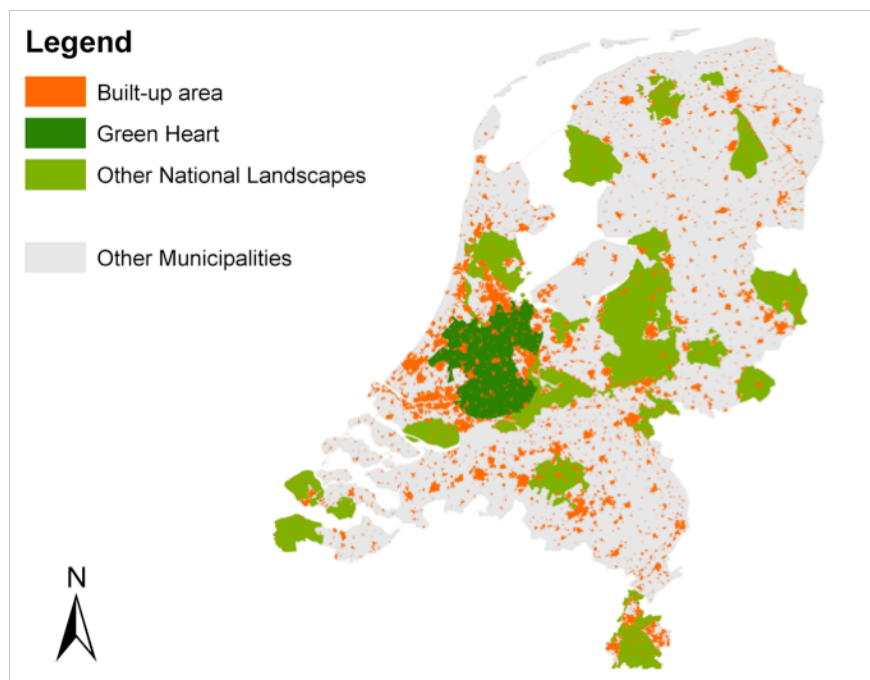 Legend
Built-up area
Green Heart
Other National Landscapes
Other Municipalities
N